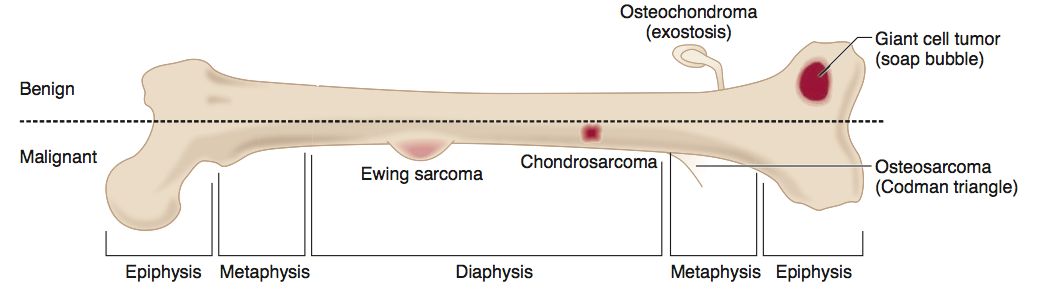 Osteochondroma
(exostosis)
Giant cell tumor
(soap bubble)
Benign
Malignant
Ewing sarcoma
Chondrosarcoma
Osteosarcoma
(Codman triangle)
Epiphysis
Metaphysis
Diaphysis
Metaphysis
Epiphysis